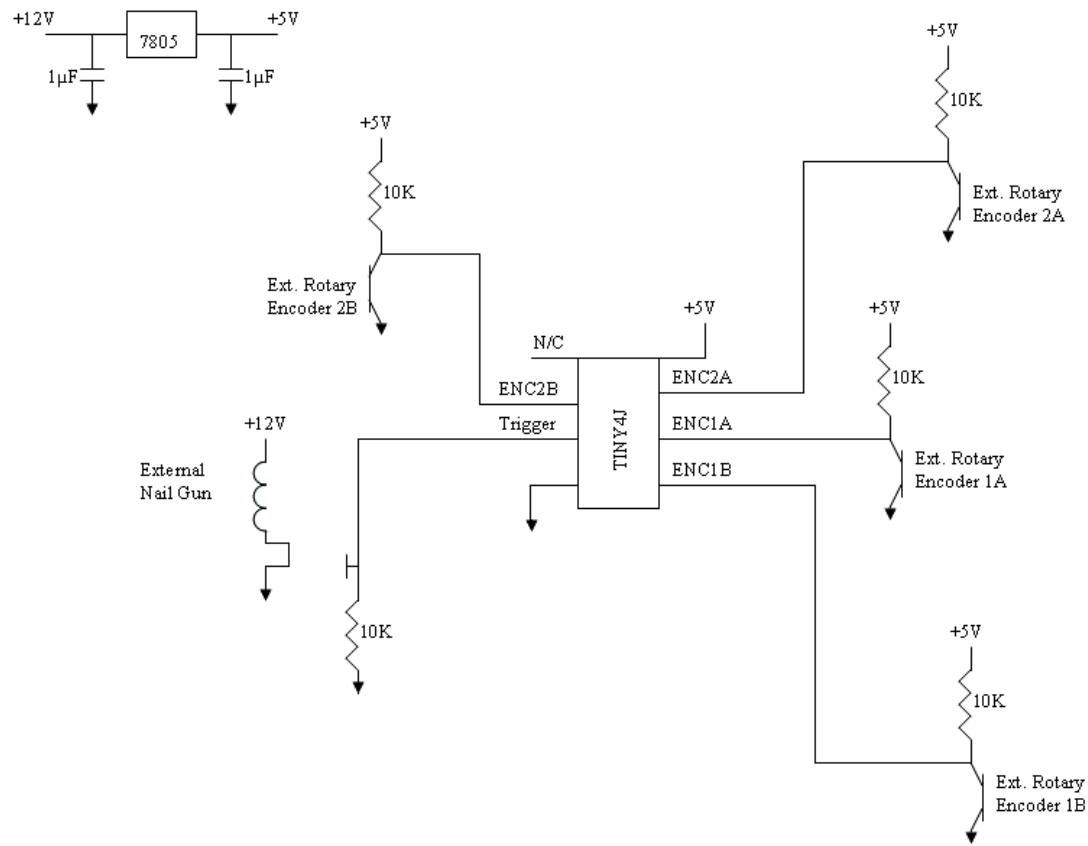 +12V
+5V
7805
1µF
1µF
+5V
10K
Ext. Rotary
Encoder 2A
+5V
10K
Ext. Rotary
Encoder 2B
+5V
N/C
ENC2B
ENC2A
Trigger
ENC1A
ENC1B
TINY4J
+5V
10K
Ext. Rotary
Encoder 1A
+12V
External
Nail Gun
10K
+5V
10K
Ext. Rotary
Encoder 1B